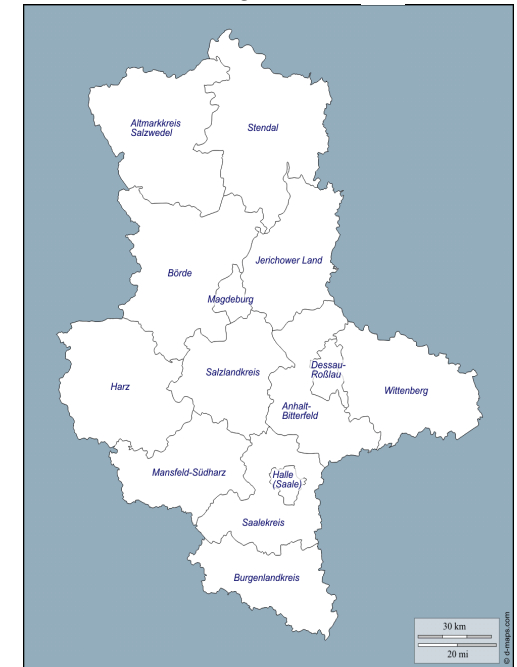 Altmarkkreis
Salzwedel
Stendal
Jerichower Land
Börde
Magdeburg
Harz
Salzlandkreis
Dessau-
Roßlau
Wittenberg
Anhalt-
Bitterfeld
Mansfeld-Südharz
Halle
(Saale)
Saalekreis
Burgenlandkreis
30 km
20 mi
© d-maps.com